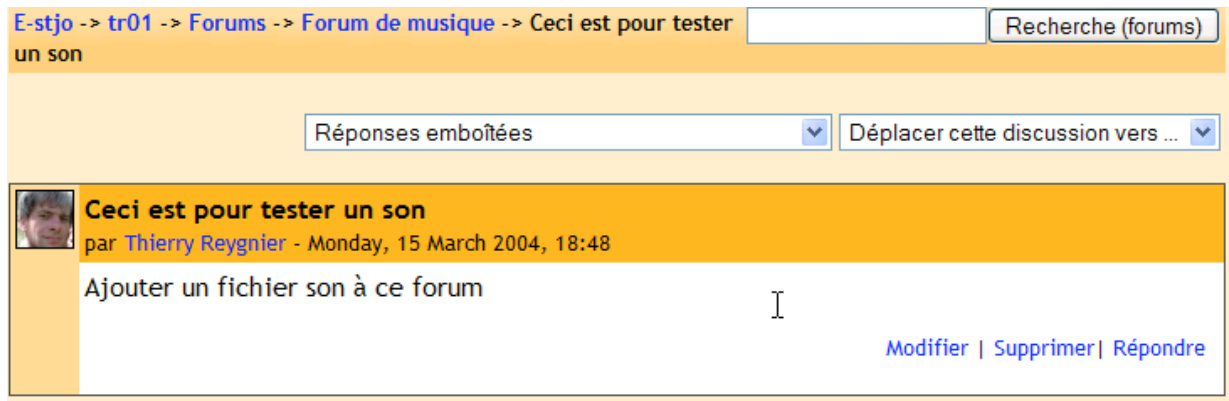 E-stjo -> tr01 -> Forums -> Forum de musique -> Ceci est pour tester
un son
Recherche (forums)
Réponses emboîtées
Déplacer cette discussion vers ...
Ceci est pour tester un son
par Thierry Reygnier - Monday, 15 March 2004, 18:48
Ajouter un fichier son à ce forum
Modifier | Supprimer| Répondre